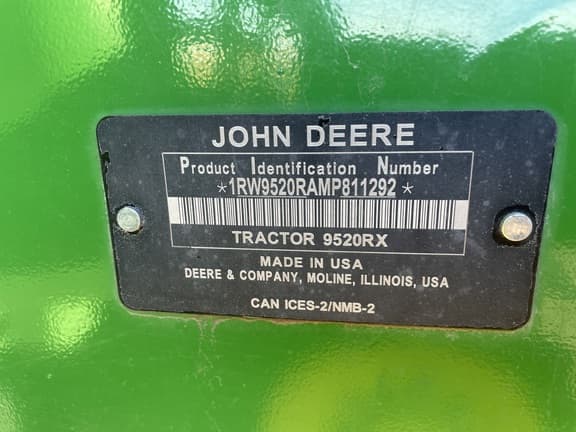 JOHN DEERE
Product Identification Number
*1RW9520RAMP811292*
TRACTOR 9520RX
MADE IN USA
DEERE & COMPANY, MOLINE, ILLINOIS, USA
CAN ICES-2/NMB-2